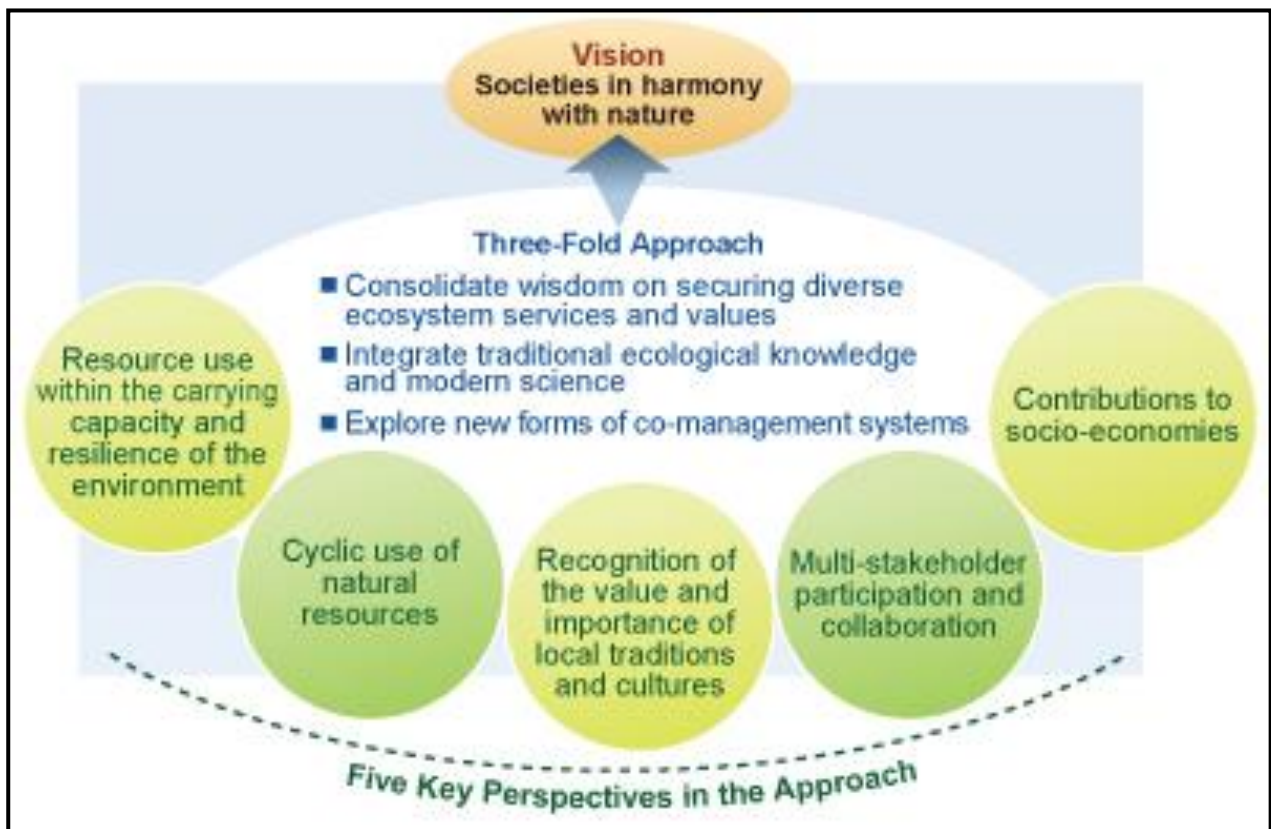 Vision
Societies in harmony
with nature
Three-Fold Approach
■ Consolidate wisdom on securing diverse
ecosystem services and values
■ Integrate traditional ecological knowledge
and modern science
■ Explore new forms of co-management systems
Resource use
within the carrying
capacity and
resilience of the
environment
Cyclic use of
natural
resources
Recognition of
the value and
importance of
local traditions
and cultures
Multi-stakeholder
participation and
collaboration
Contributions to
socio-economies
Five Key Perspectives in the Approach